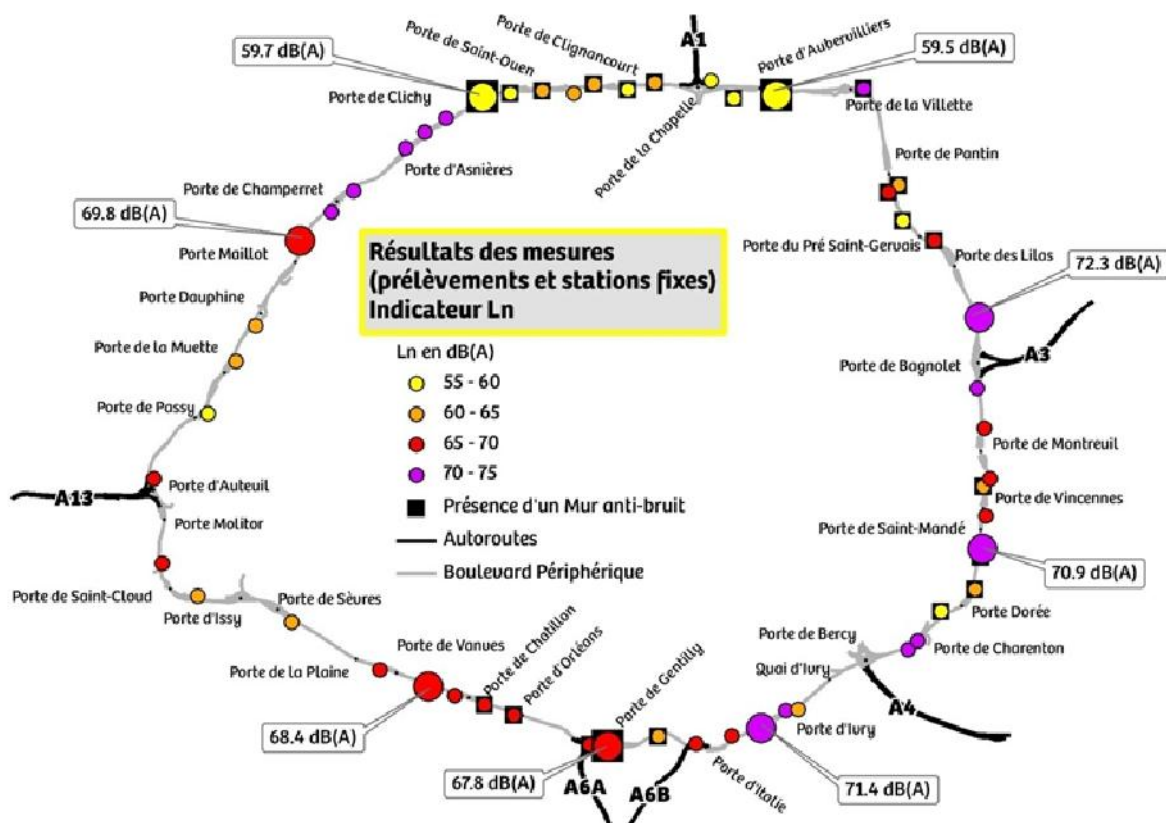 59.7 dB(A)
Porte de Saint-Ouen
Porte de Clignancourt
A1
Porte d'Aubervilliers
59.5 dB(A)
Porte de Clichy
Porte de la Chapelle
Porte de la Villette
Porte d'Asnières
Porte de Pantin
Porte de Champerret
69.8 dB(A)
Porte Maillot
Porte du Pré Saint-Gervais
Porte des Lilas
72.3 dB(A)
Résultats des mesures
(prélèvements et stations fixes)
Indicateur Ln
Porte Dauphine
Porte de la Muette
Porte de Passy
Ln en dB(A)
55 - 60
60 - 65
65 - 70
70 - 75
Présence d'un Mur anti-bruit
Autoroutes
Boulevard Périphérique
Porte de Bagnolet
A3
Porte de Montreuil
Porte de Vincennes
Porte de Saint-Mandé
70.9 dB(A)
A13
Porte d'Auteuil
Porte Molitor
Porte de Saint-Cloud
Porte d'Issy
Porte de Sèvres
Porte Dorée
Porte de Charenton
Porte de Bercy
Quai d'Ivry
A4
Porte de Vanves
Porte de la Plaine
Porte de Chatillon
Porte d'Orléans
Porte de Gentilly
Porte d'Ivry
Porte d'Italie
68.4 dB(A)
67.8 dB(A)
A6A
A6B
71.4 dB(A)